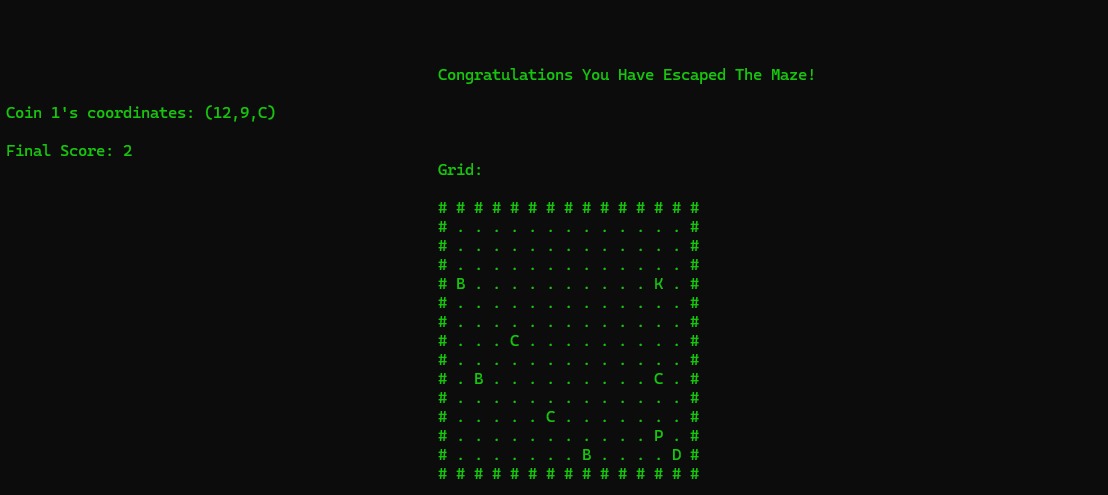 Congratulations You Have Escaped The Maze!
Coin 1's coordinates: (12,9,C)
Final Score: 2
Grid:
# # # # # # # # # # # # # # #
# . . . . . . . . . . . . . #
# . . . . . . . . . . . . . #
# . . . . . . . . . . . . . #
# B . . . . . . . . . . K . #
# . . . . . . . . . . . . . #
# . . . . . . . . . . . . . #
# . . . C . . . . . . . . . #
# . . . . . . . . . . . . . #
# . B . . . . . . . . . C . #
# . . . . . . . . . . . . . #
# . . . . . C . . . . . . . #
# . . . . . . . . . . . P . #
# . . . . . . . B . . . . D #
# # # # # # # # # # # # # # #